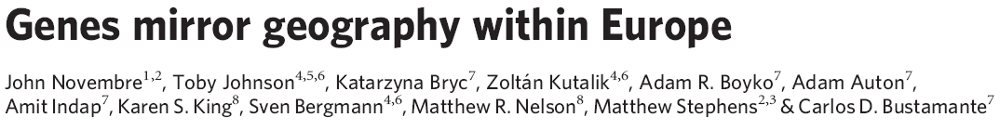 Genes mirror geography within Europe
John Novembre1,2, Toby Johnson4,5,6, Katarzyna Bryc7, Zoltán Kutalik4,6, Adam R. Boyko7, Adam Auton7,
Amit Indap7, Karen S. King8, Sven Bergmann4,6, Matthew R. Nelson8, Matthew Stephens2,3 & Carlos D. Bustamante7